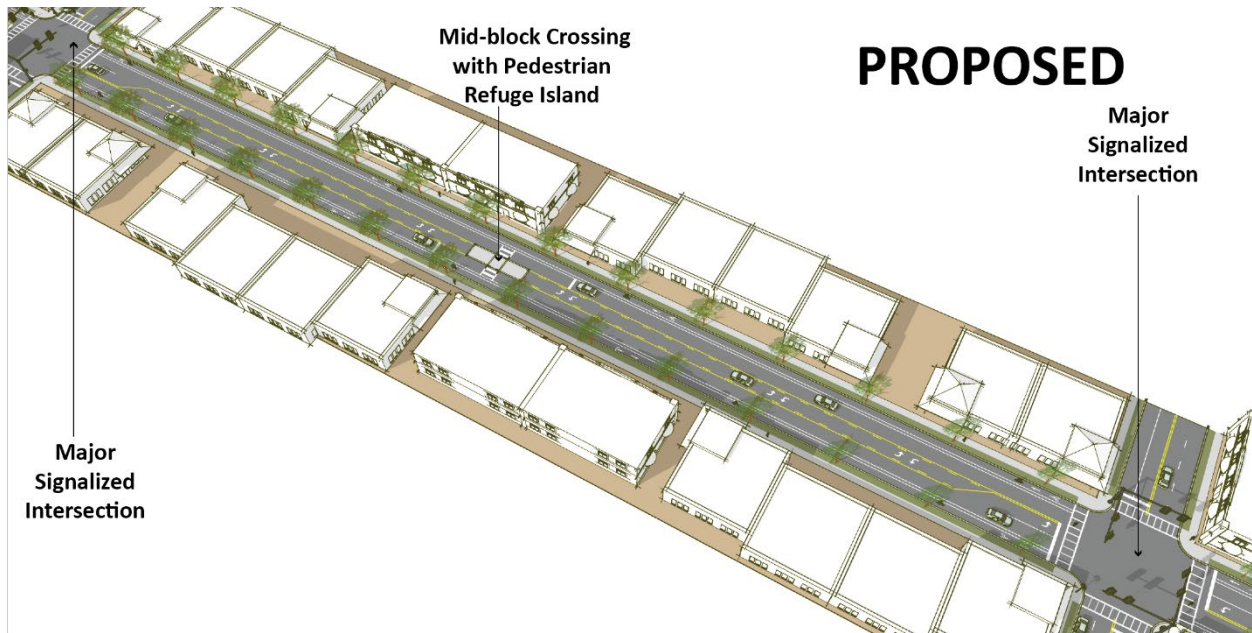 Mid-block Crossing
with Pedestrian
Refuge Island
PROPOSED
Major
Signalized
Intersection
Major
Signalized
Intersection